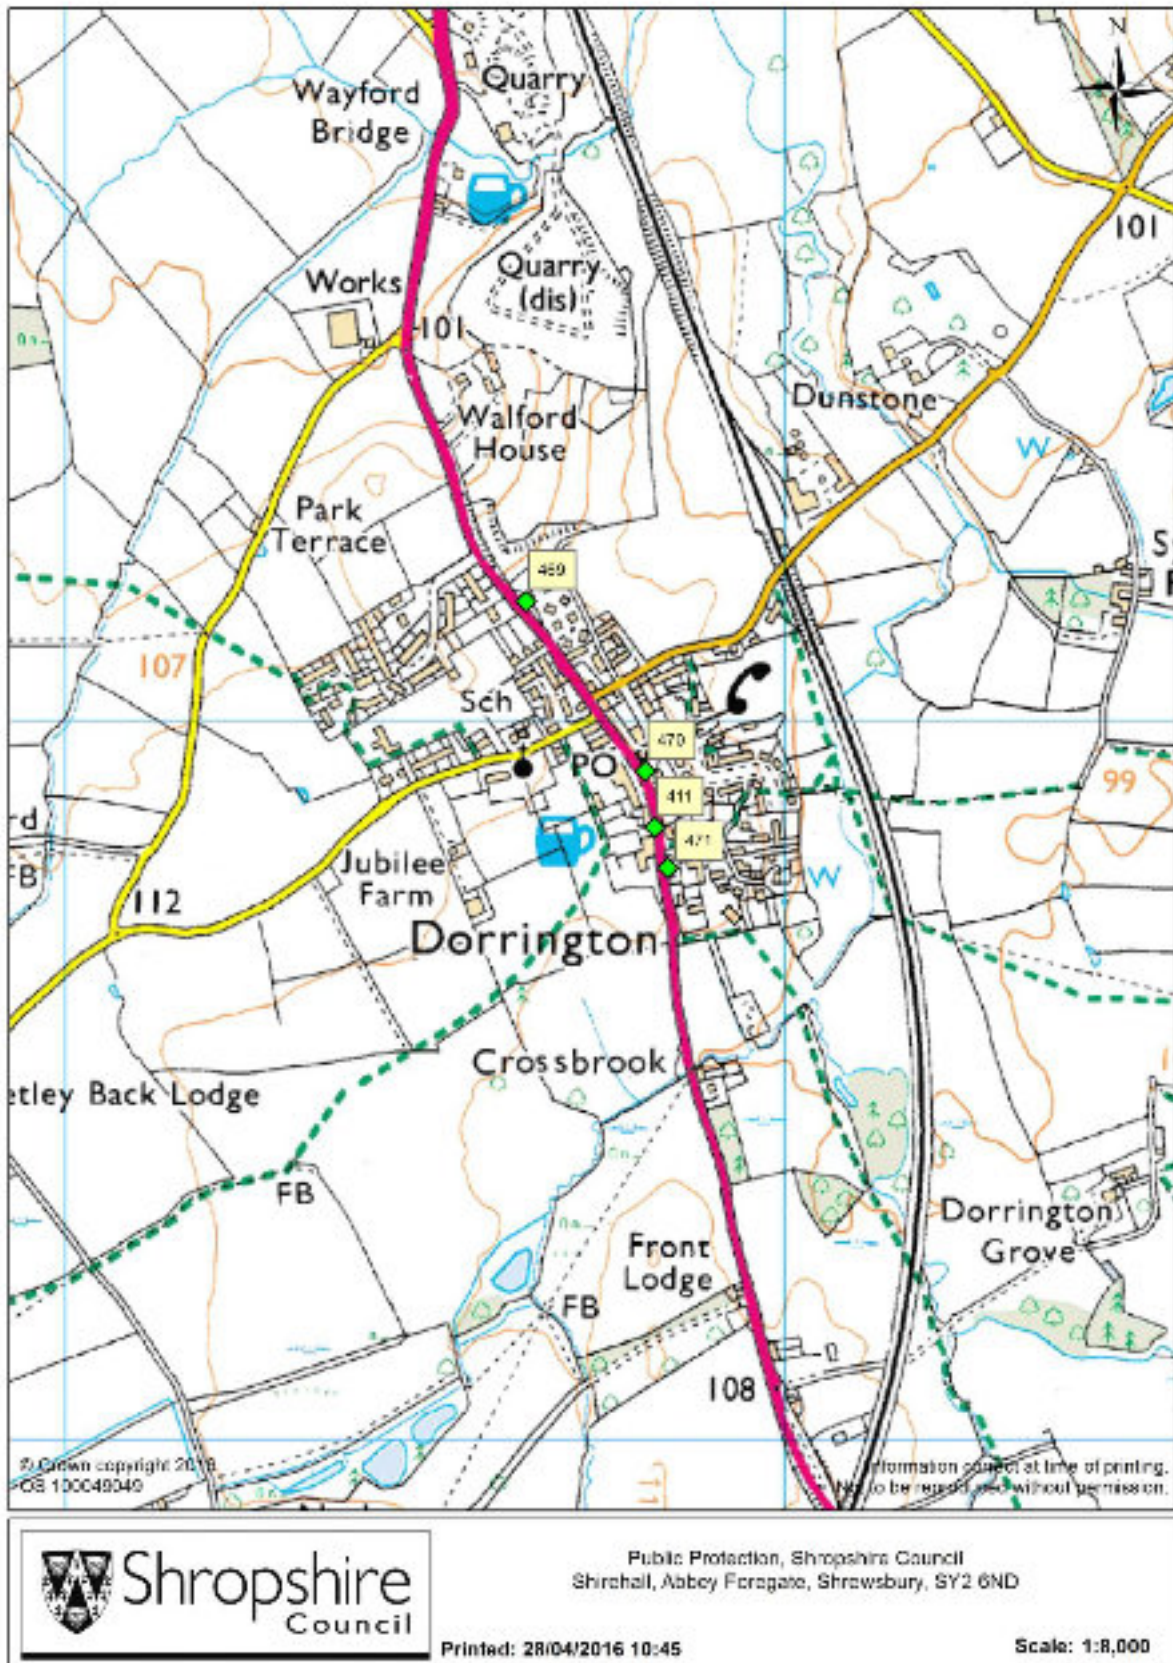 N
Wayford
Bridge
Quarry
101
Quarry
(dis)
Works
101
Walford
House
Dunstone
W
Park
Terrace
469
107
Sch
470
PO
411
471
99
Jubilee
Farm
W
112
Dorrington
Crossbrook
etley Back Lodge
FB
Dorrington
Grove
Front
Lodge
FB
108
© Crown copyright 2016
OS 100049049
Information correct at time of printing.
Not to be reproduced without permission.
Shropshire
Council
Public Protection, Shropshire Council
Shirehall, Abbey Foregate, Shrewsbury, SY2 6ND
Printed: 28/04/2016 10:45
Scale: 1:8,000